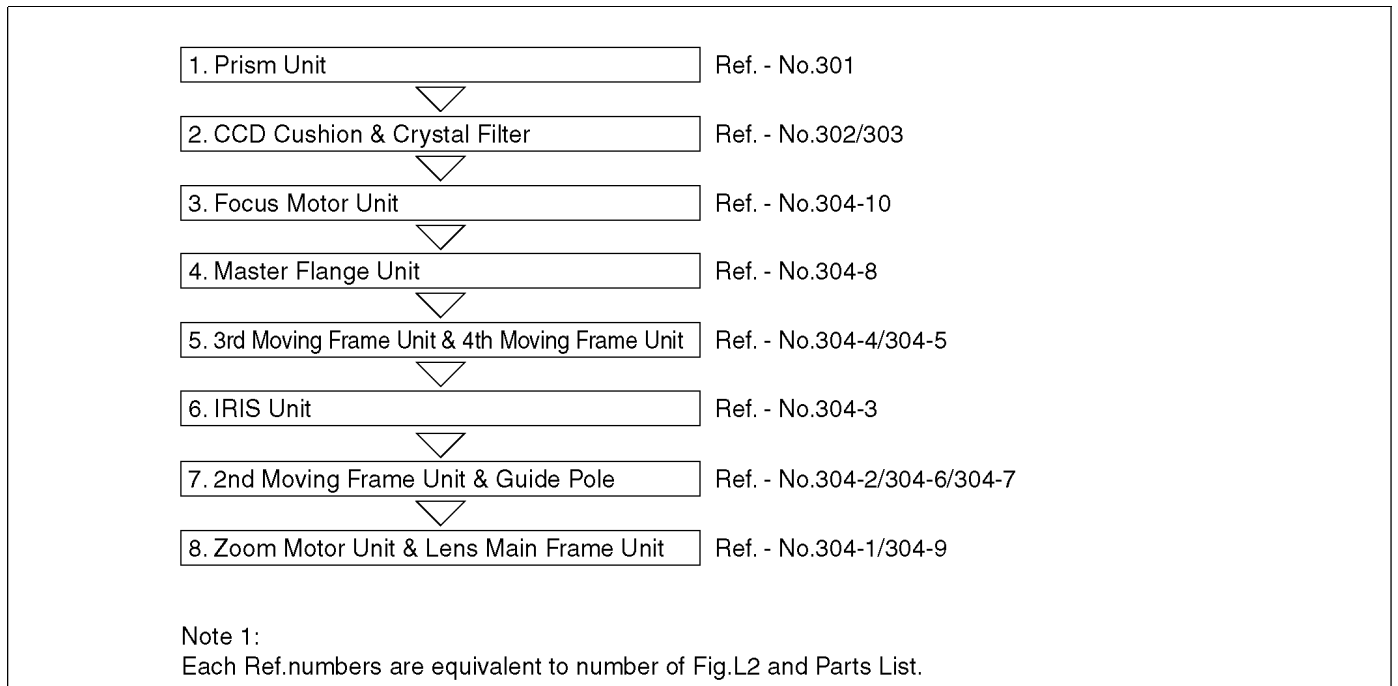 1. Prism Unit Ref. - No.301
2. CCD Cushion & Crystal Filter Ref. - No.302/303
3. Focus Motor Unit Ref. - No.304-10
4. Master Flange Unit Ref. - No.304-8
5. 3rd Moving Frame Unit & 4th Moving Frame Unit Ref. - No.304-4/304-5
6. IRIS Unit Ref. - No.304-3
7. 2nd Moving Frame Unit & Guide Pole Ref. - No.304-2/304-6/304-7
8. Zoom Motor Unit & Lens Main Frame Unit Ref. - No.304-1/304-9
Note 1:
Each Ref.numbers are equivalent to number of Fig.L2 and Parts List.